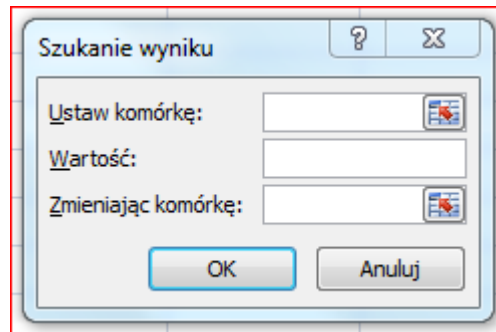 Szukanie wyniku
Ustaw komórkę:
Wartość:
Zmieniając komórkę:
OK Anuluj